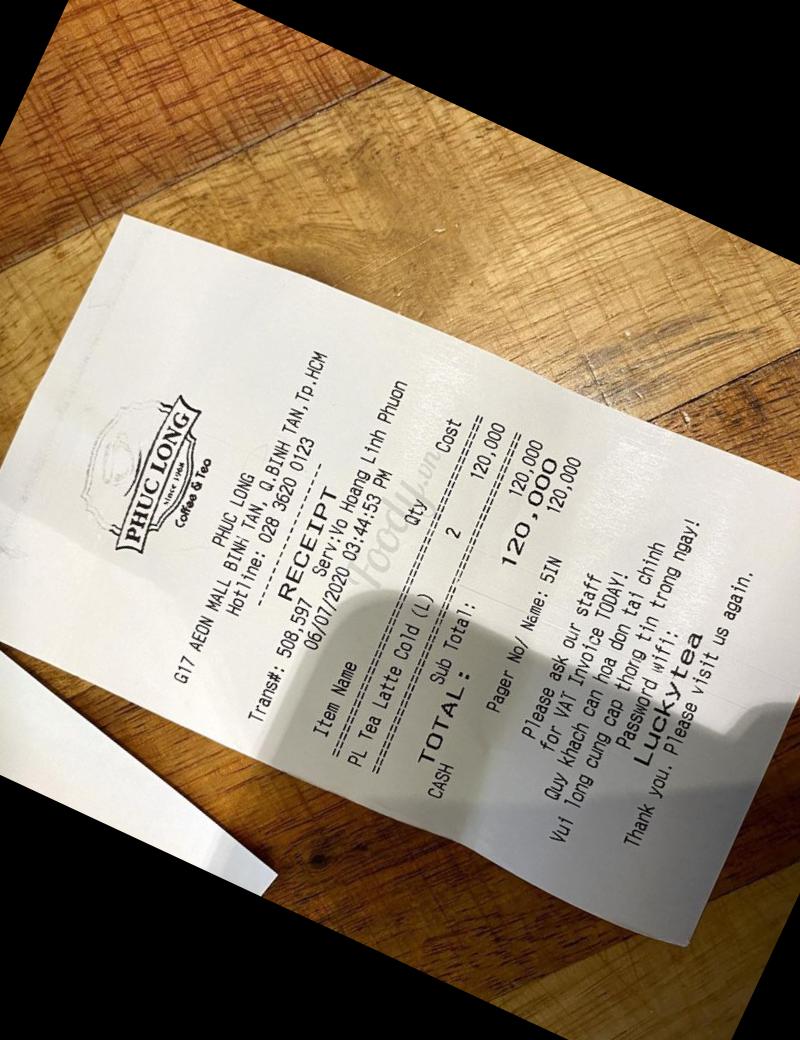 PHUC LONG
Since 1968
Coffee & Tea
PHUC LONG
G17 AEON MALL BINH TAN, Q.BINH TAN,Tp.HCM
Hotline: 028 3620 0123
--------------------
RECEIPT
Trans#: 508,597 Serv:Vo Hoang Linh Phuon
06/07/2020 03:44:53 PM
foody.vn
Item Name Qty Cost
========================================
PL Tea Latte Cold (L) 2 120,000
========================================
Sub Total: 120,000
TOTAL: 120,000
CASH 120,000
Pager No/ Name: 5IN
Please ask our staff
for VAT Invoice TODAY!
Quy khach can hoa don tai chinh
Vui long cung cap thong tin trong ngay!
Password wifi:
Luckytea
Thank you. Please visit us again.